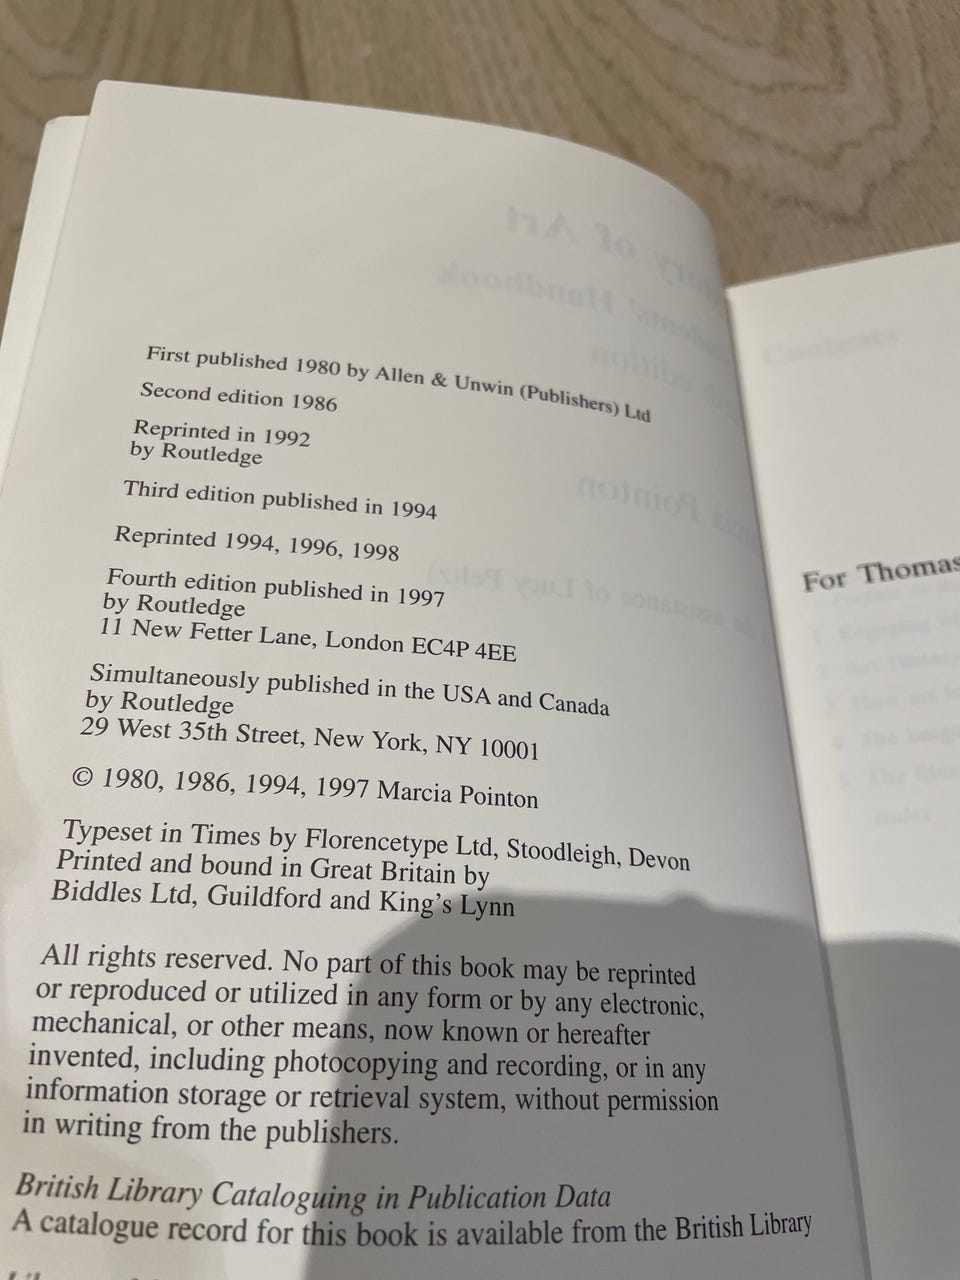 First published 1980 by Allen & Unwin (Publishers) Ltd
Second edition 1986
Reprinted in 1992
by Routledge
Third edition published in 1994
Reprinted 1994, 1996, 1998
Fourth edition published in 1997
by Routledge
11 New Fetter Lane, London EC4P 4EE
Simultaneously published in the USA and Canada
by Routledge
29 West 35th Street, New York, NY 10001
© 1980, 1986, 1994, 1997 Marcia Pointon
Typeset in Times by Florencetype Ltd, Stoodleigh, Devon
Printed and bound in Great Britain by
Biddles Ltd, Guildford and King's Lynn
All rights reserved. No part of this book may be reprinted
or reproduced or utilized in any form or by any electronic,
mechanical, or other means, now known or hereafter
invented, including photocopying and recording, or in any
information storage or retrieval system, without permission
in writing from the publishers.
British Library Cataloguing in Publication Data
A catalogue record for this book is available from the British Library
For Thomas